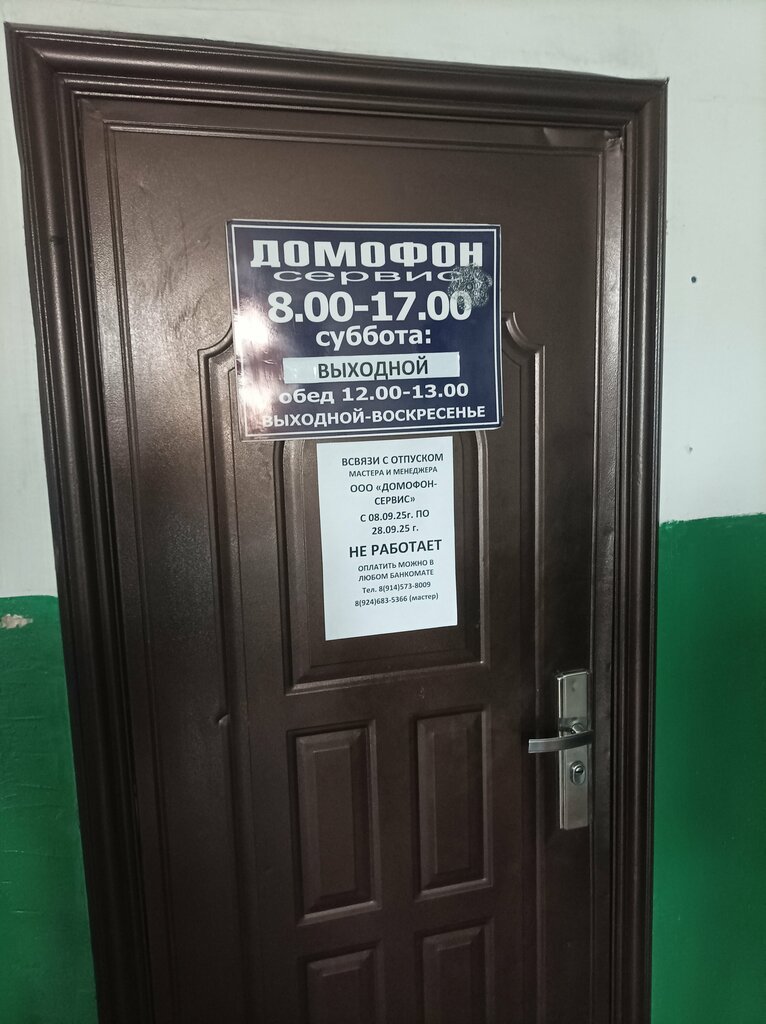 ДОМОФОН
сервис
8.00-17.00
суббота:
ВЫХОДНОЙ
обед 12.00-13.00
ВЫХОДНОЙ-ВОСКРЕСЕНЬЕ
ВСВЯЗИ С ОТПУСКОМ
МАСТЕРА И МЕНЕДЖЕРА
ООО «ДОМОФОН-
СЕРВИС»
С 08.09.25г. ПО
28.09.25 г.
НЕ РАБОТАЕТ
ОПЛАТИТЬ МОЖНО В
ЛЮБОМ БАНКОМАТЕ
Тел. 8(914)573-8009
8(924)683-5366 (мастер)